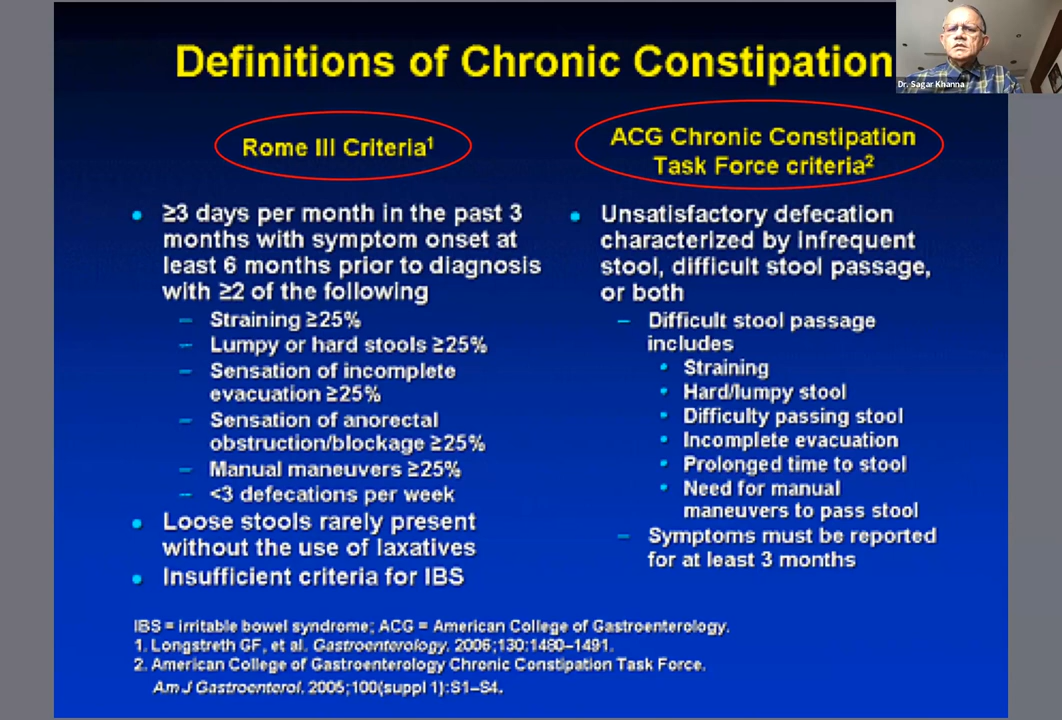 Definitions of Chronic Constipation
Dr. Sagar Khanna
Rome III Criteria¹
≥3 days per month in the past 3
months with symptom onset at
least 6 months prior to diagnosis
with ≥2 of the following
– Straining ≥25%
– Lumpy or hard stools ≥25%
– Sensation of incomplete
evacuation ≥25%
– Sensation of anorectal
obstruction/blockage ≥25%
– Manual maneuvers ≥25%
– <3 defecations per week
• Loose stools rarely present
without the use of laxatives
• Insufficient criteria for IBS
ACG Chronic Constipation
Task Force criteria²
• Unsatisfactory defecation
characterized by infrequent
stool, difficult stool passage,
or both
– Difficult stool passage
includes
• Straining
• Hard/lumpy stool
• Difficulty passing stool
• Incomplete evacuation
• Prolonged time to stool
• Need for manual
maneuvers to pass stool
– Symptoms must be reported
for at least 3 months
IBS = irritable bowel syndrome; ACG = American College of Gastroenterology.
1. Longstreth GF, et al. Gastroenterology. 2006;130:1480–1491.
2. American College of Gastroenterology Chronic Constipation Task Force.
Am J Gastroenterol. 2005;100(suppl 1):S1–S4.